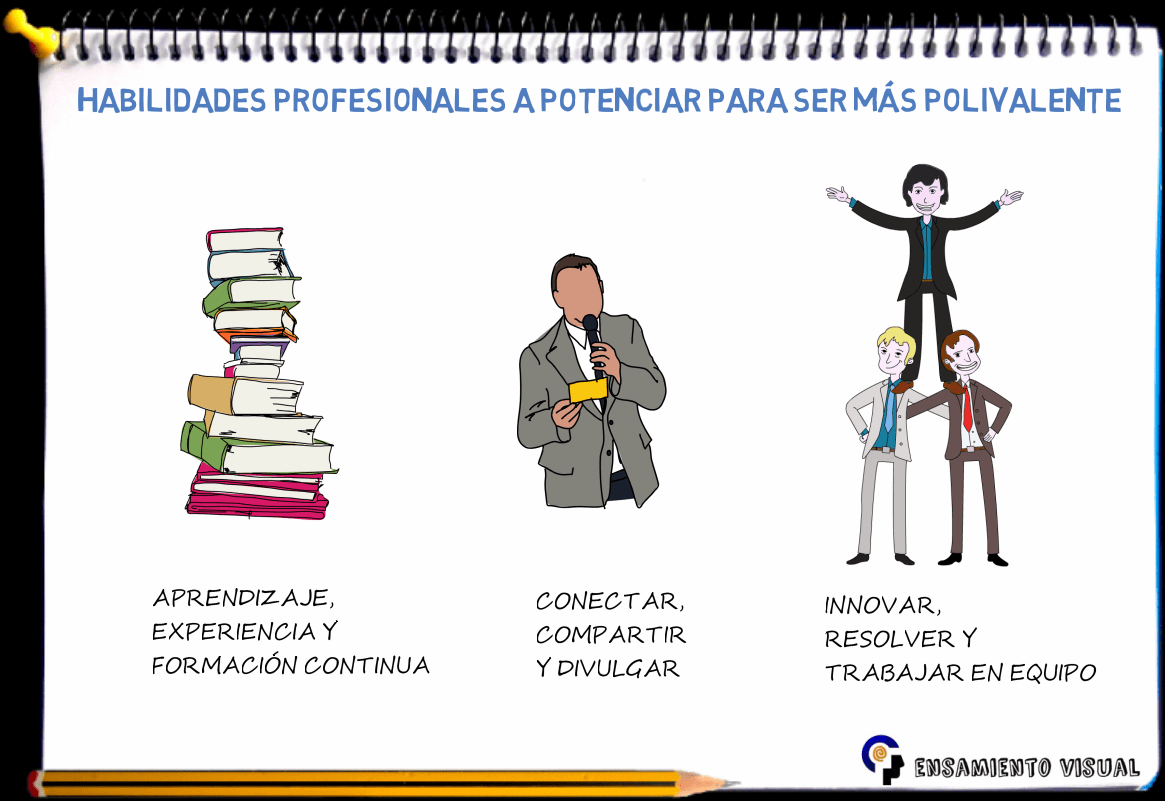 HABILIDADES PROFESIONALES A POTENCIAR PARA SER MÁS POLIVALENTE
APRENDIZAJE,
EXPERIENCIA Y
FORMACIÓN CONTINUA
CONECTAR,
COMPARTIR
Y DIVULGAR
INNOVAR,
RESOLVER Y
TRABAJAR EN EQUIPO
ENSAMIENTO VISUAL